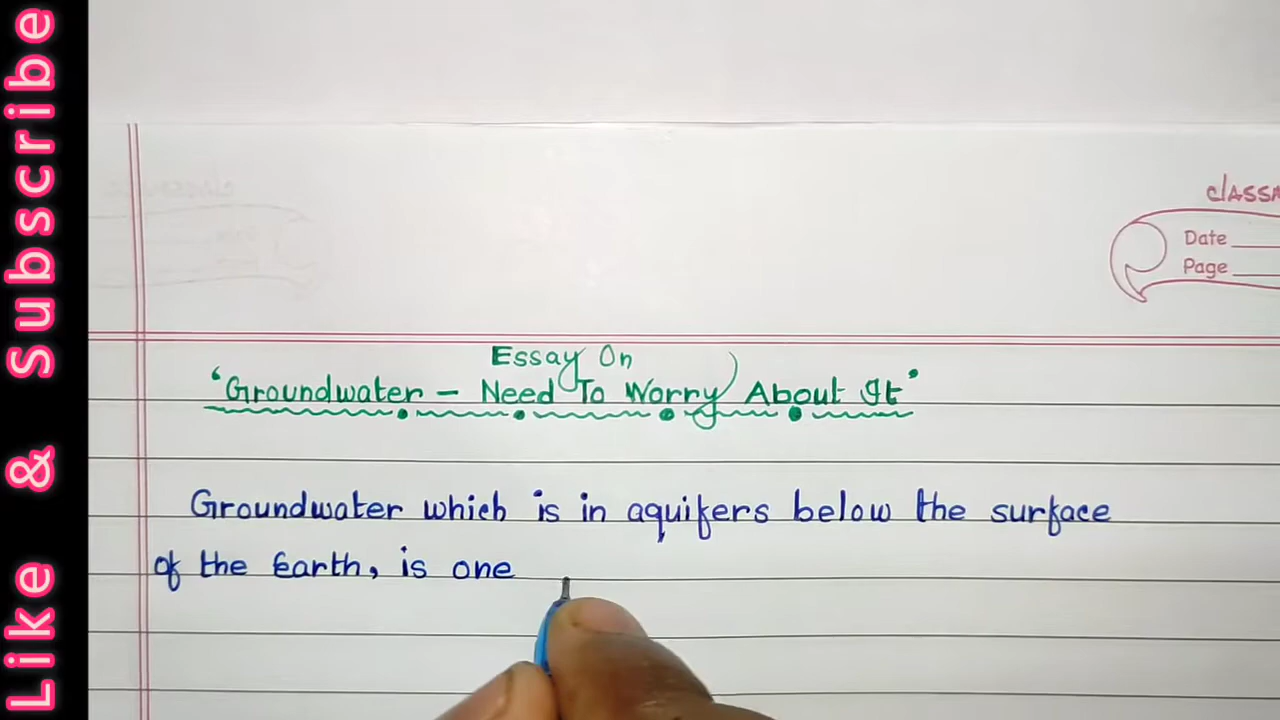 Like & Subscribe
classm
Date
Page
Essay On
‘Groundwater – Need To Worry About It’
Groundwater which is in aquifers below the surface
of the Earth, is one